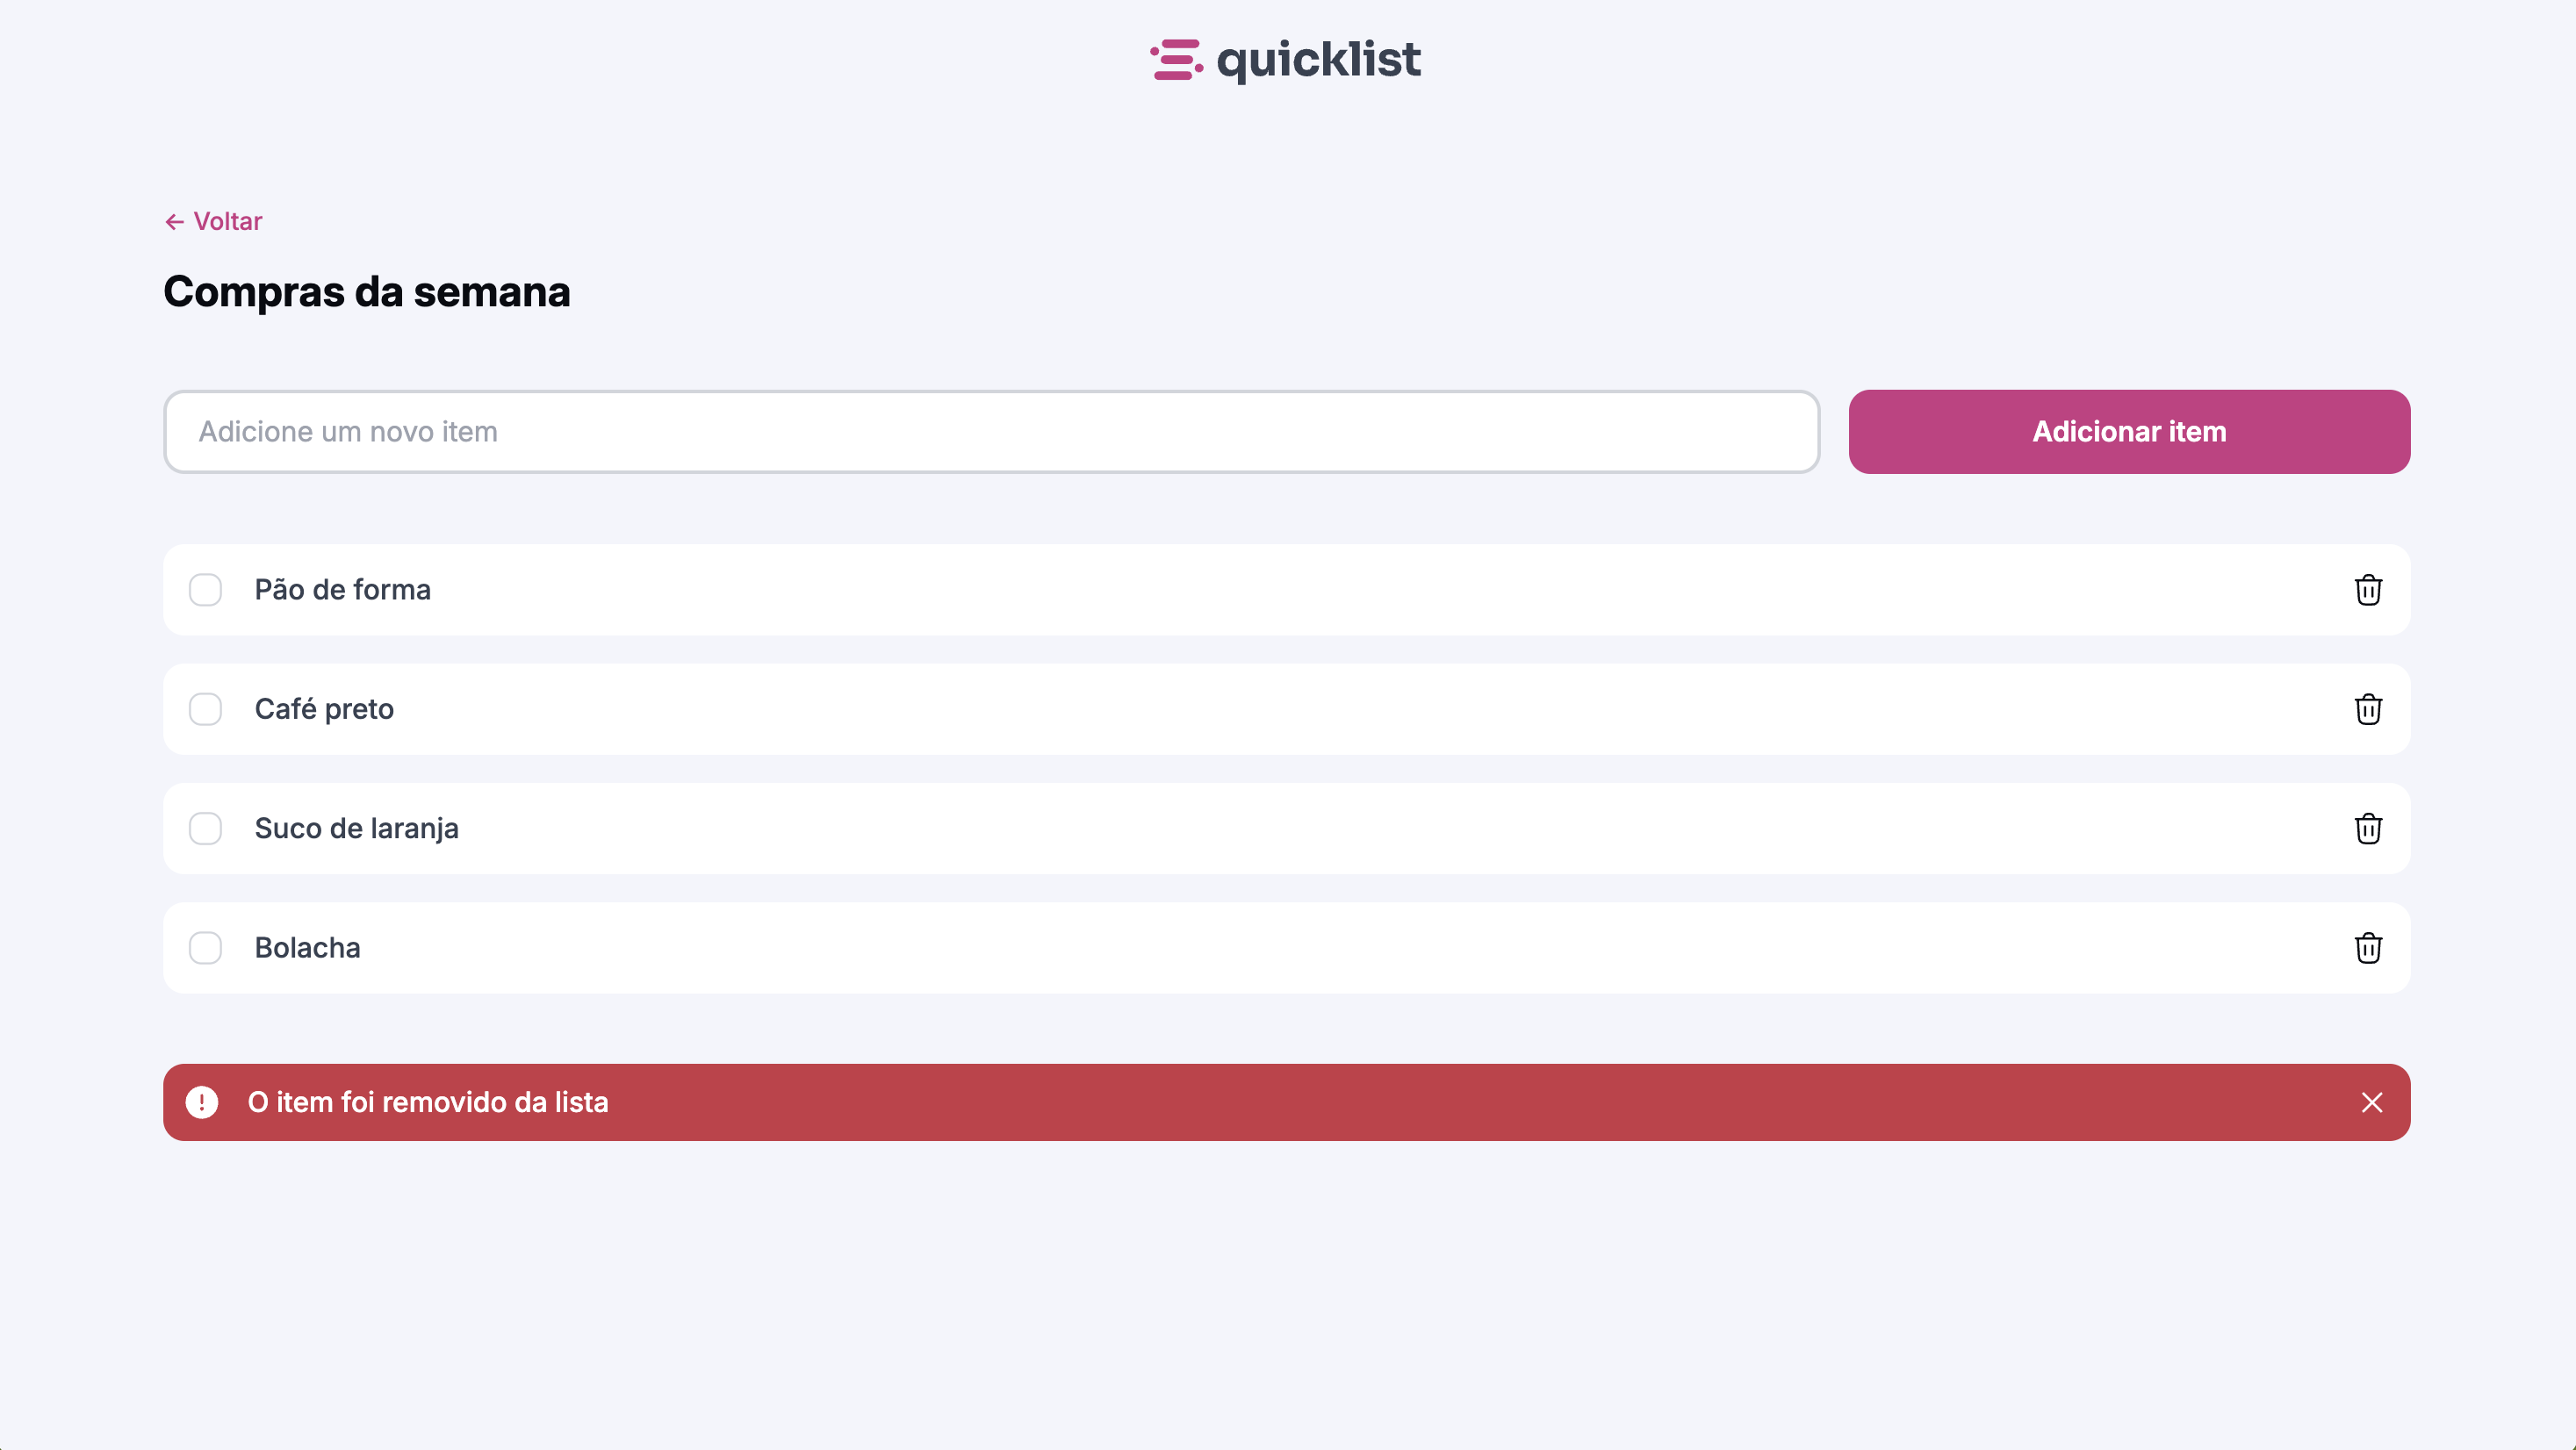 quicklist
← Voltar
Compras da semana
Adicione um novo item
Adicionar item
Pão de forma
Café preto
Suco de laranja
Bolacha
O item foi removido da lista